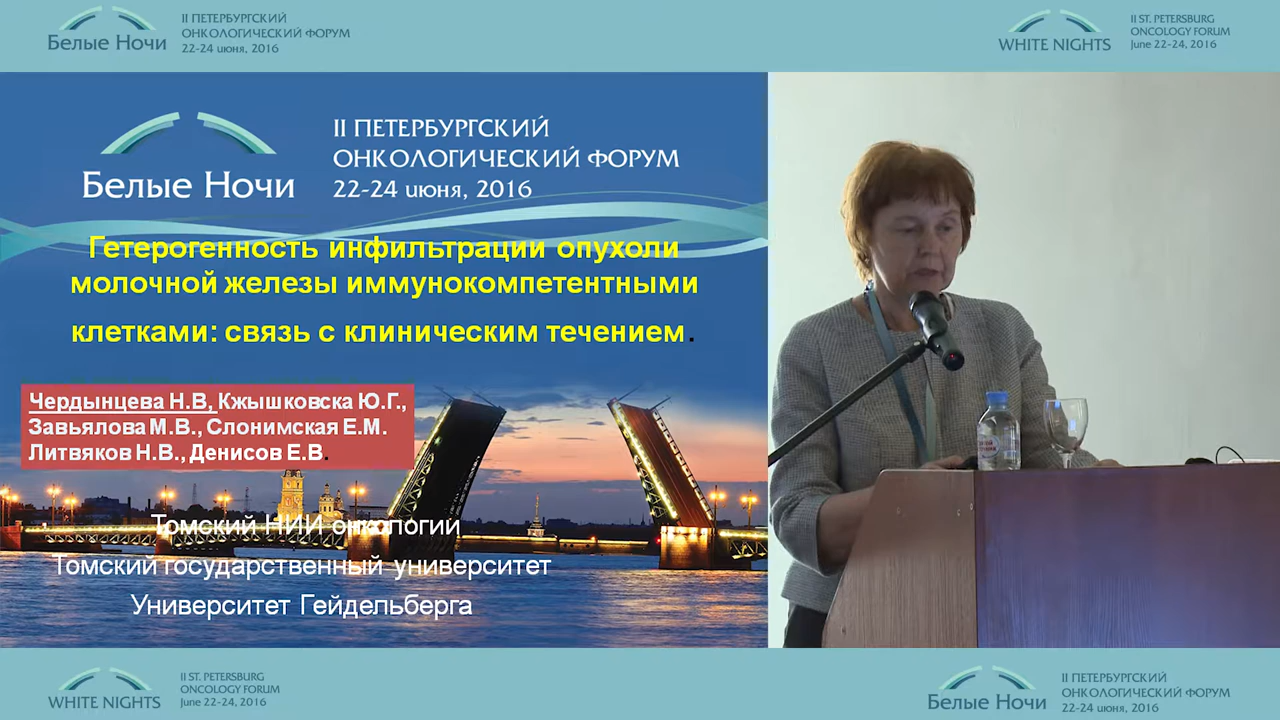 Белые Ночи
II ПЕТЕРБУРГСКИЙ
ОНКОЛОГИЧЕСКИЙ ФОРУМ
22-24 июня, 2016
WHITE NIGHTS
II ST. PETERSBURG
ONCOLOGY FORUM
June 22-24, 2016
Белые Ночи
II ПЕТЕРБУРГСКИЙ
ОНКОЛОГИЧЕСКИЙ ФОРУМ
22-24 июня, 2016
Гетерогенность инфильтрации опухоли
молочной железы иммунокомпетентными
клетками: связь с клиническим течением.
Чердынцева Н.В, Кжышковска Ю.Г.,
Завьялова М.В., Слонимская Е.М.
Литвяков Н.В., Денисов Е.В.
Томский НИИ онкологии
Томский государственный университет
Университет Гейдельберга
WHITE NIGHTS
II ST. PETERSBURG
ONCOLOGY FORUM
June 22-24, 2016
Белые Ночи
II ПЕТЕРБУРГСКИЙ
ОНКОЛОГИЧЕСКИЙ ФОРУМ
22-24 июня, 2016